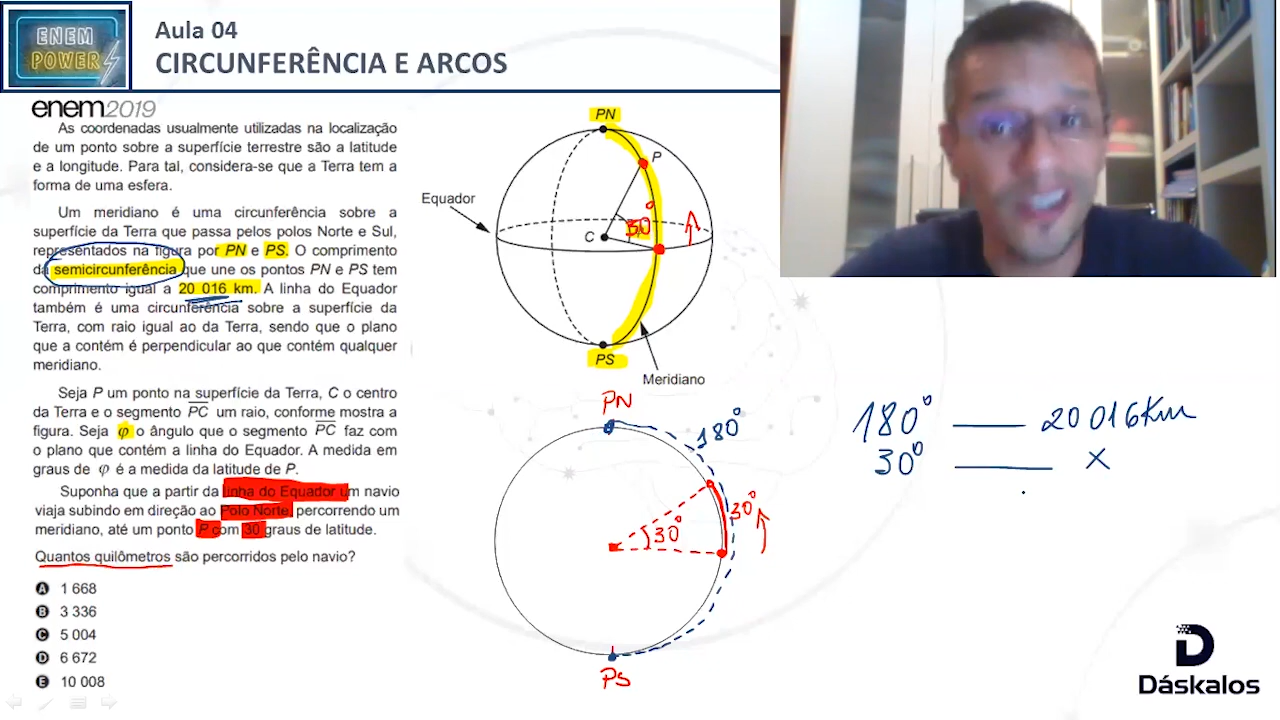 ENEM
POWER
Aula 04
CIRCUNFERÊNCIA E ARCOS
enem2019
As coordenadas usualmente utilizadas na localização
de um ponto sobre a superfície terrestre são a latitude
e a longitude. Para tal, considera-se que a Terra tem a
forma de uma esfera.
Um meridiano é uma circunferência sobre a
superfície da Terra que passa pelos polos Norte e Sul,
representados na figura por PN e PS. O comprimento
da semicircunferência que une os pontos PN e PS tem
comprimento igual a 20 016 km. A linha do Equador
também é uma circunferência sobre a superfície da
Terra, com raio igual ao da Terra, sendo que o plano
que a contém é perpendicular ao que contém qualquer
meridiano.
Seja P um ponto na superfície da Terra, C o centro
da Terra e o segmento PC um raio, conforme mostra a
figura. Seja φ o ângulo que o segmento PC faz com
o plano que contém a linha do Equador. A medida em
graus de φ é a medida da latitude de P.
Suponha que a partir da linha do Equador um navio
viaja subindo em direção ao Polo Norte, percorrendo um
meridiano, até um ponto P com 30 graus de latitude.
Quantos quilômetros são percorridos pelo navio?
A 1 668
B 3 336
C 5 004
D 6 672
E 10 008
PN
P
Equador
30°
C
PS
Meridiano
PN
180°
30°
30°
PS
180° — 20 016 Km
30° — x
D
Dáskalos